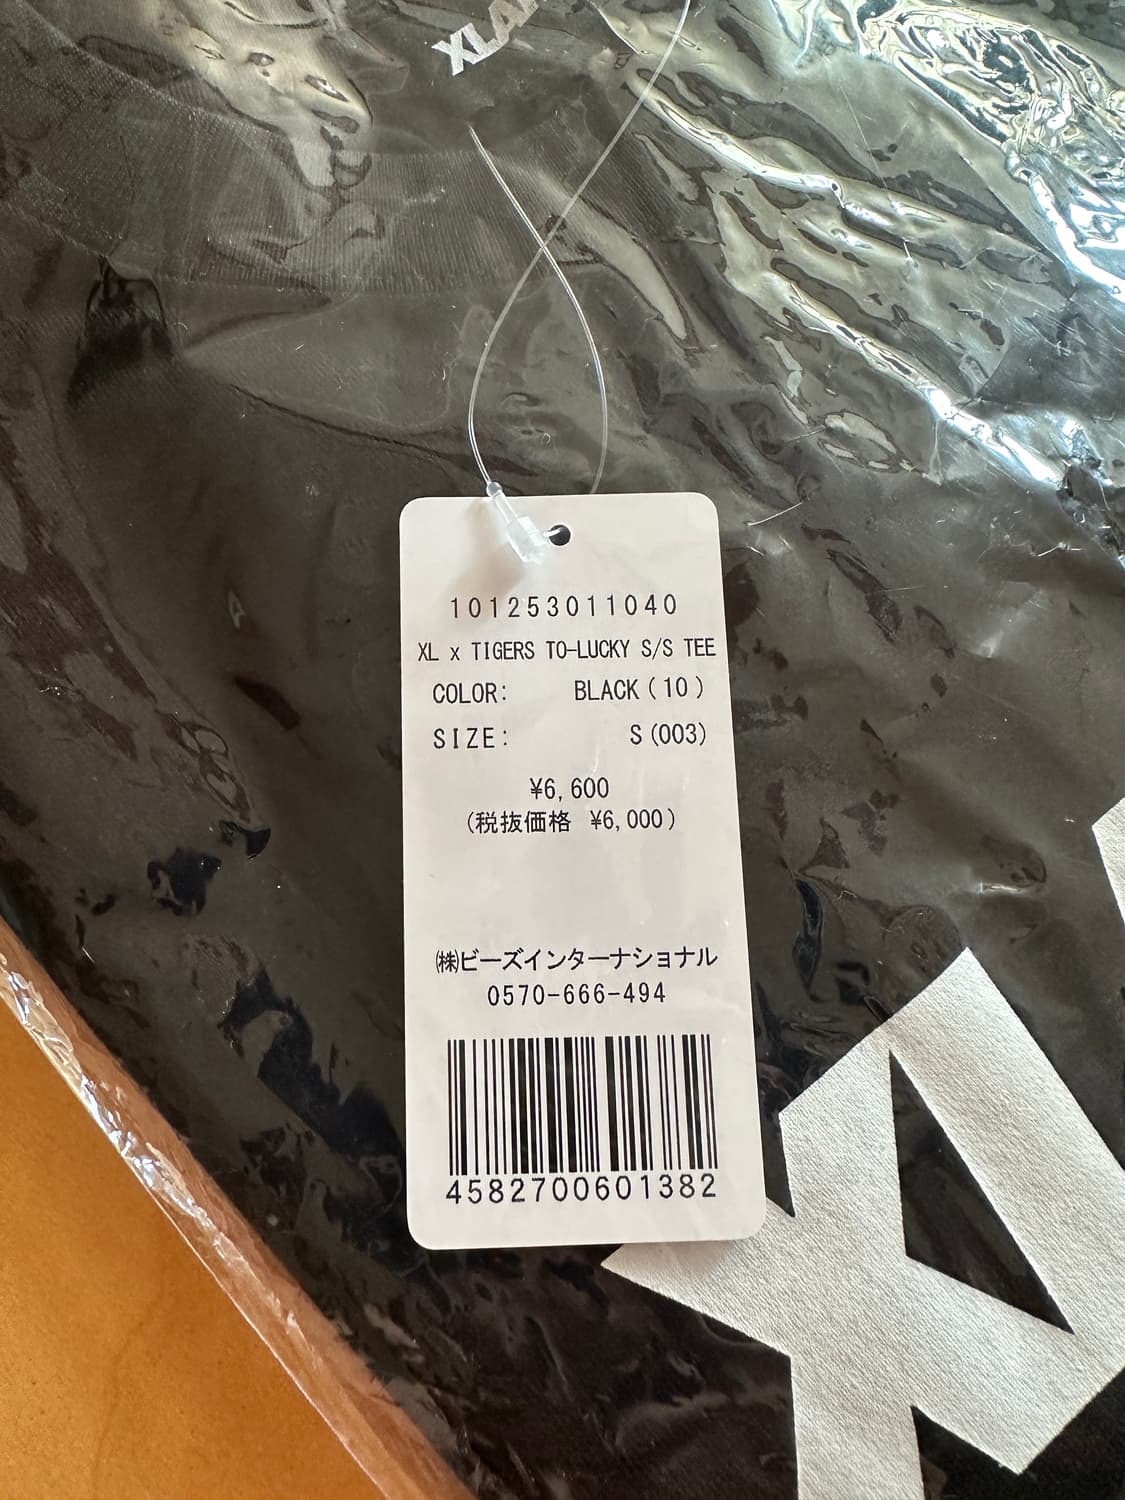 XLA
101253011040
XL x TIGERS TO-LUCKY S/S TEE
COLOR: BLACK(10)
SIZE: S(003)
¥6,600
(税抜価格 ¥6,000)
㈱ビーズインターナショナル
0570-666-494
4582700601382
X